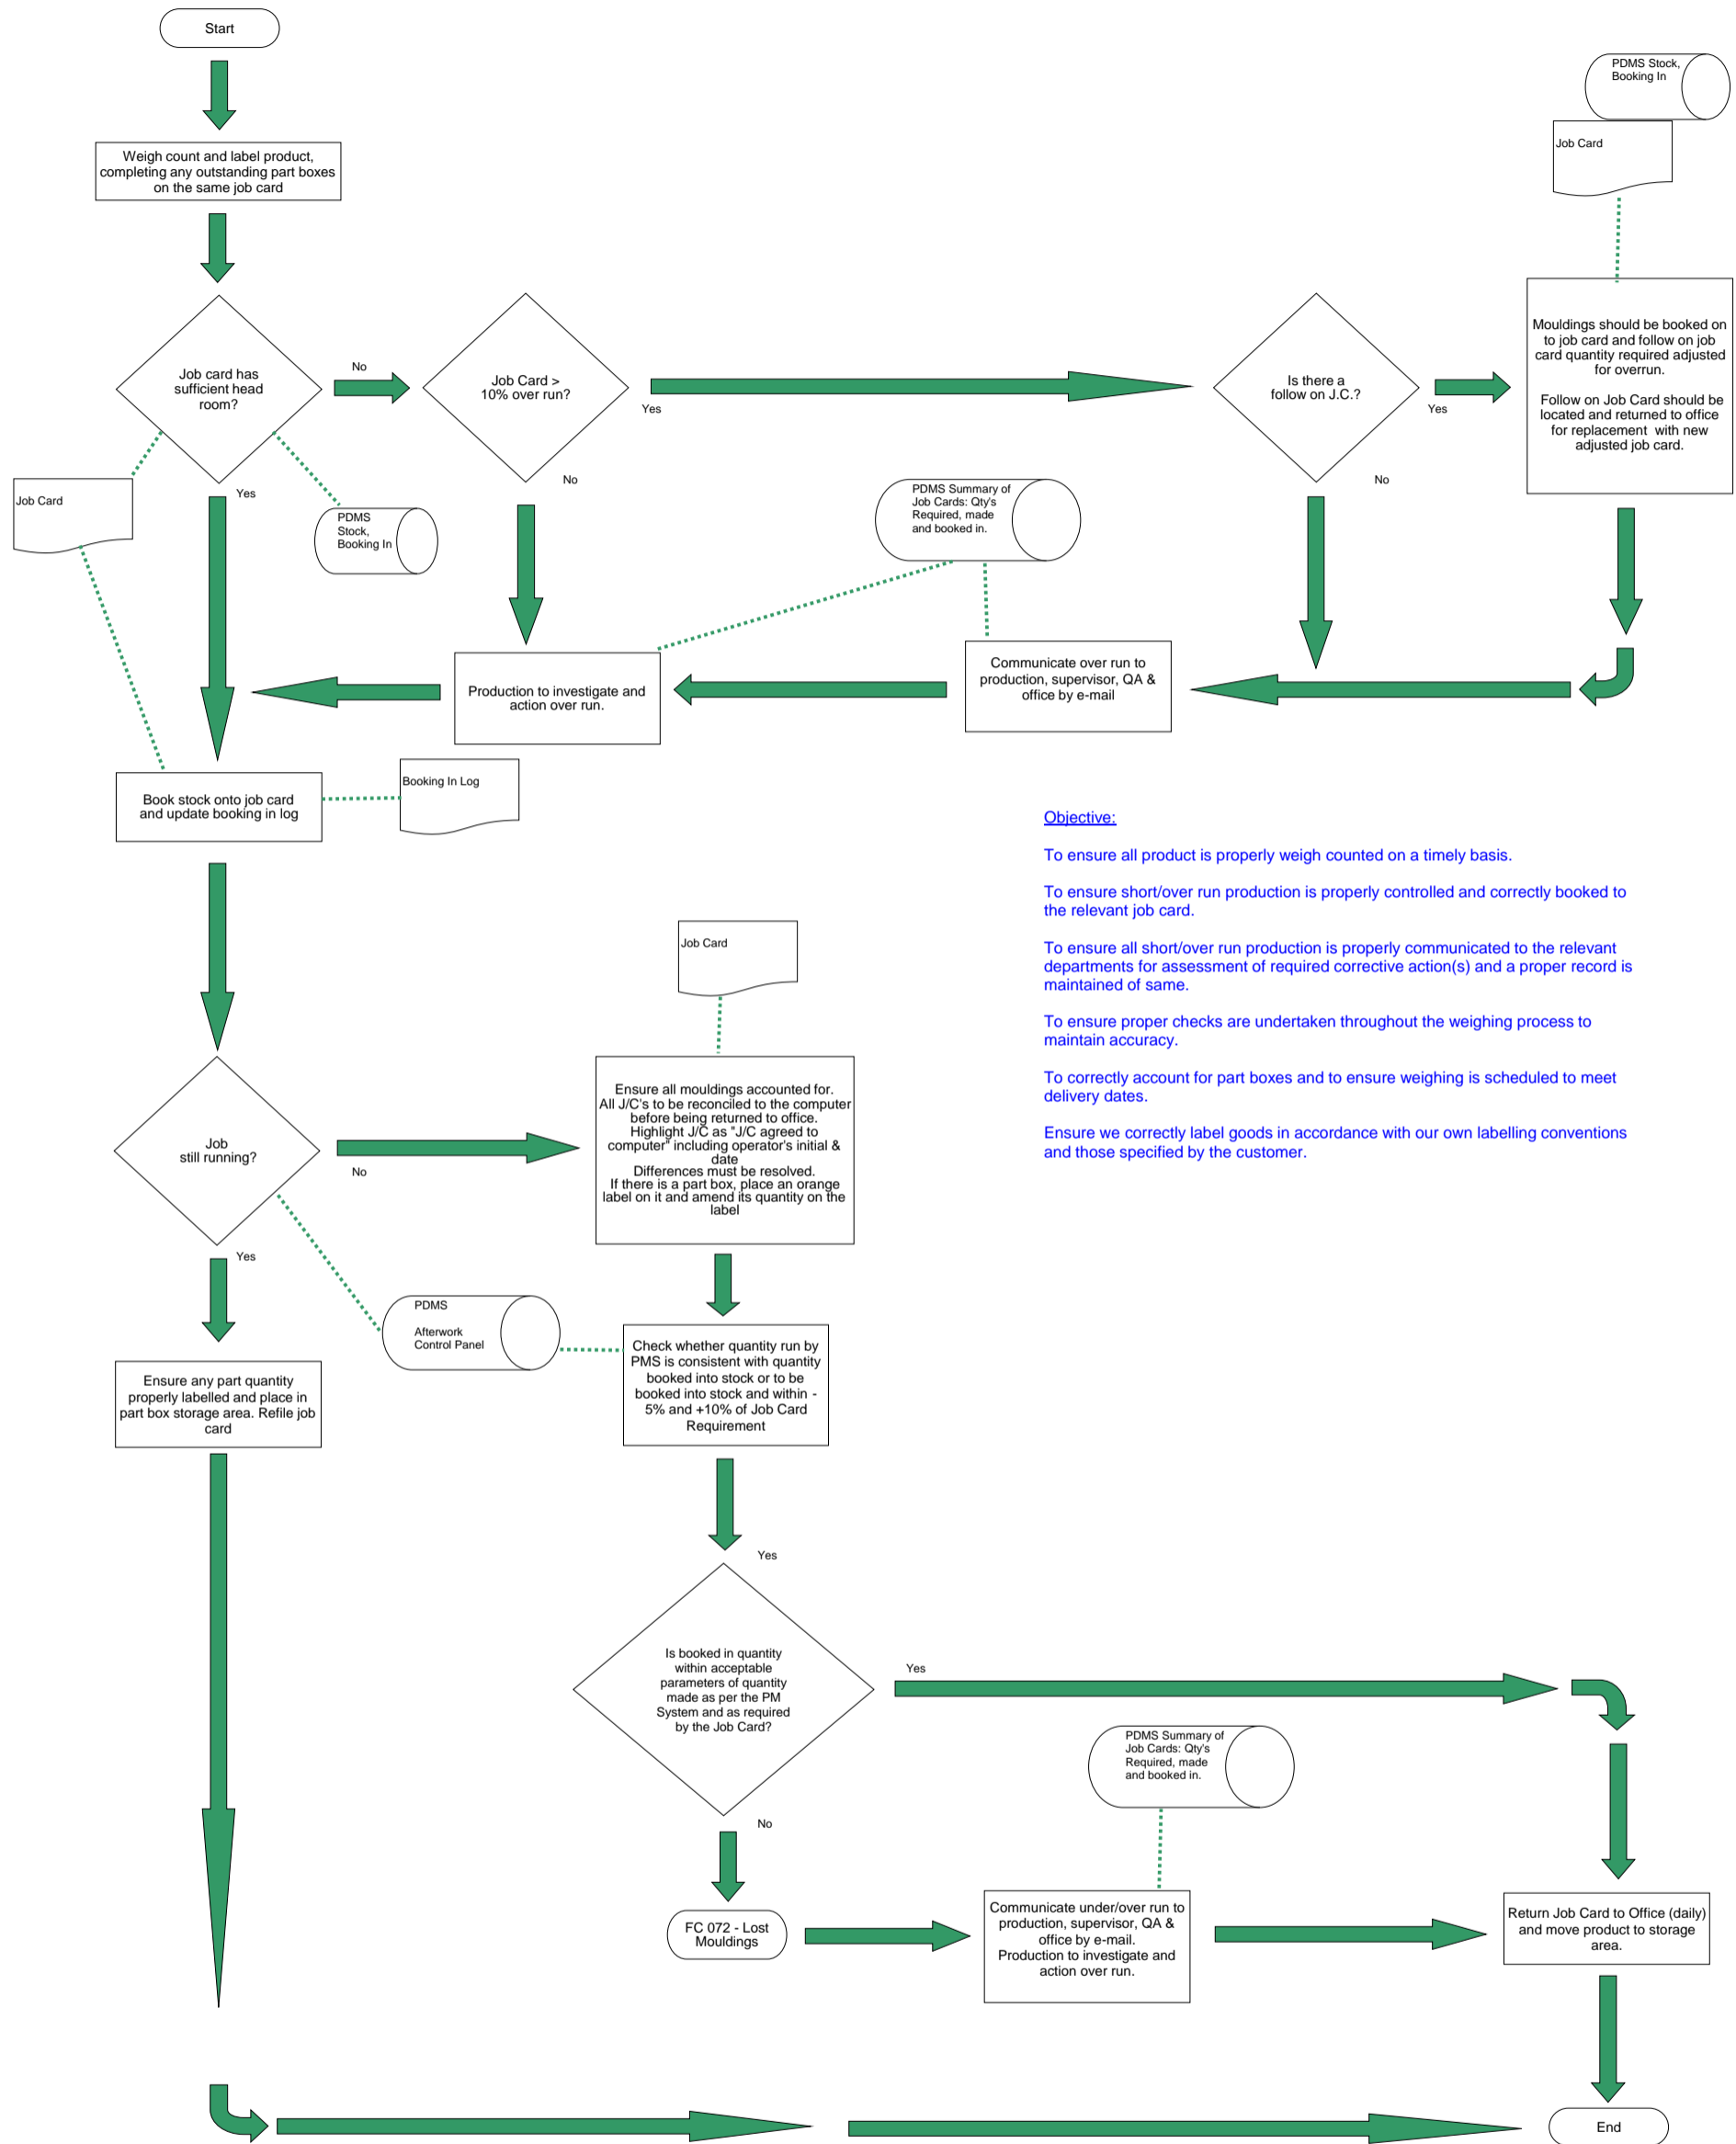 Start
PDMS Stock,
Booking In
Job Card
Weigh count and label product,
completing any outstanding part boxes
on the same job card
Job card has
sufficient head
room?
No
Job Card >
10% over run?
Yes
Is there a
follow on J.C.?
Yes
Mouldings should be booked on
to job card and follow on job
card quantity required adjusted
for overrun.
Follow on Job Card should be
located and returned to office
for replacement  with new
adjusted job card.
No
No
Job Card
Yes
PDMS
Stock,
Booking In
PDMS Summary of
Job Cards: Qty's
Required, made
and booked in.
Production to investigate and
action over run.
Communicate over run to
production, supervisor, QA &
office by e-mail
Book stock onto job card
and update booking in log
Booking In Log
Objective:
To ensure all product is properly weigh counted on a timely basis.
To ensure short/over run production is properly controlled and correctly booked to
the relevant job card.
To ensure all short/over run production is properly communicated to the relevant
departments for assessment of required corrective action(s) and a proper record is
maintained of same.
To ensure proper checks are undertaken throughout the weighing process to
maintain accuracy.
To correctly account for part boxes and to ensure weighing is scheduled to meet
delivery dates.
Ensure we correctly label goods in accordance with our own labelling conventions
and those specified by the customer.
Job Card
Job
still running?
No
Ensure all mouldings accounted for.
All J/C's to be reconciled to the computer
before being returned to office.
Highlight J/C as "J/C agreed to
computer" including operator's initial &
date
Differences must be resolved.
If there is a part box, place an orange
label on it and amend its quantity on the
label
Yes
PDMS
Afterwork
Control Panel
Ensure any part quantity
properly labelled and place in
part box storage area. Refile job
card
Check whether quantity run by
PMS is consistent with quantity
booked into stock or to be
booked into stock and within -
5% and +10% of Job Card
Requirement
Yes
Is booked in quantity
within acceptable
parameters of quantity
made as per the PM
System and as required
by the Job Card?
Yes
No
PDMS Summary of
Job Cards: Qty's
Required, made
and booked in.
FC 072 - Lost
Mouldings
Communicate under/over run to
production, supervisor, QA &
office by e-mail.
Production to investigate and
action over run.
Return Job Card to Office (daily)
and move product to storage
area.
End